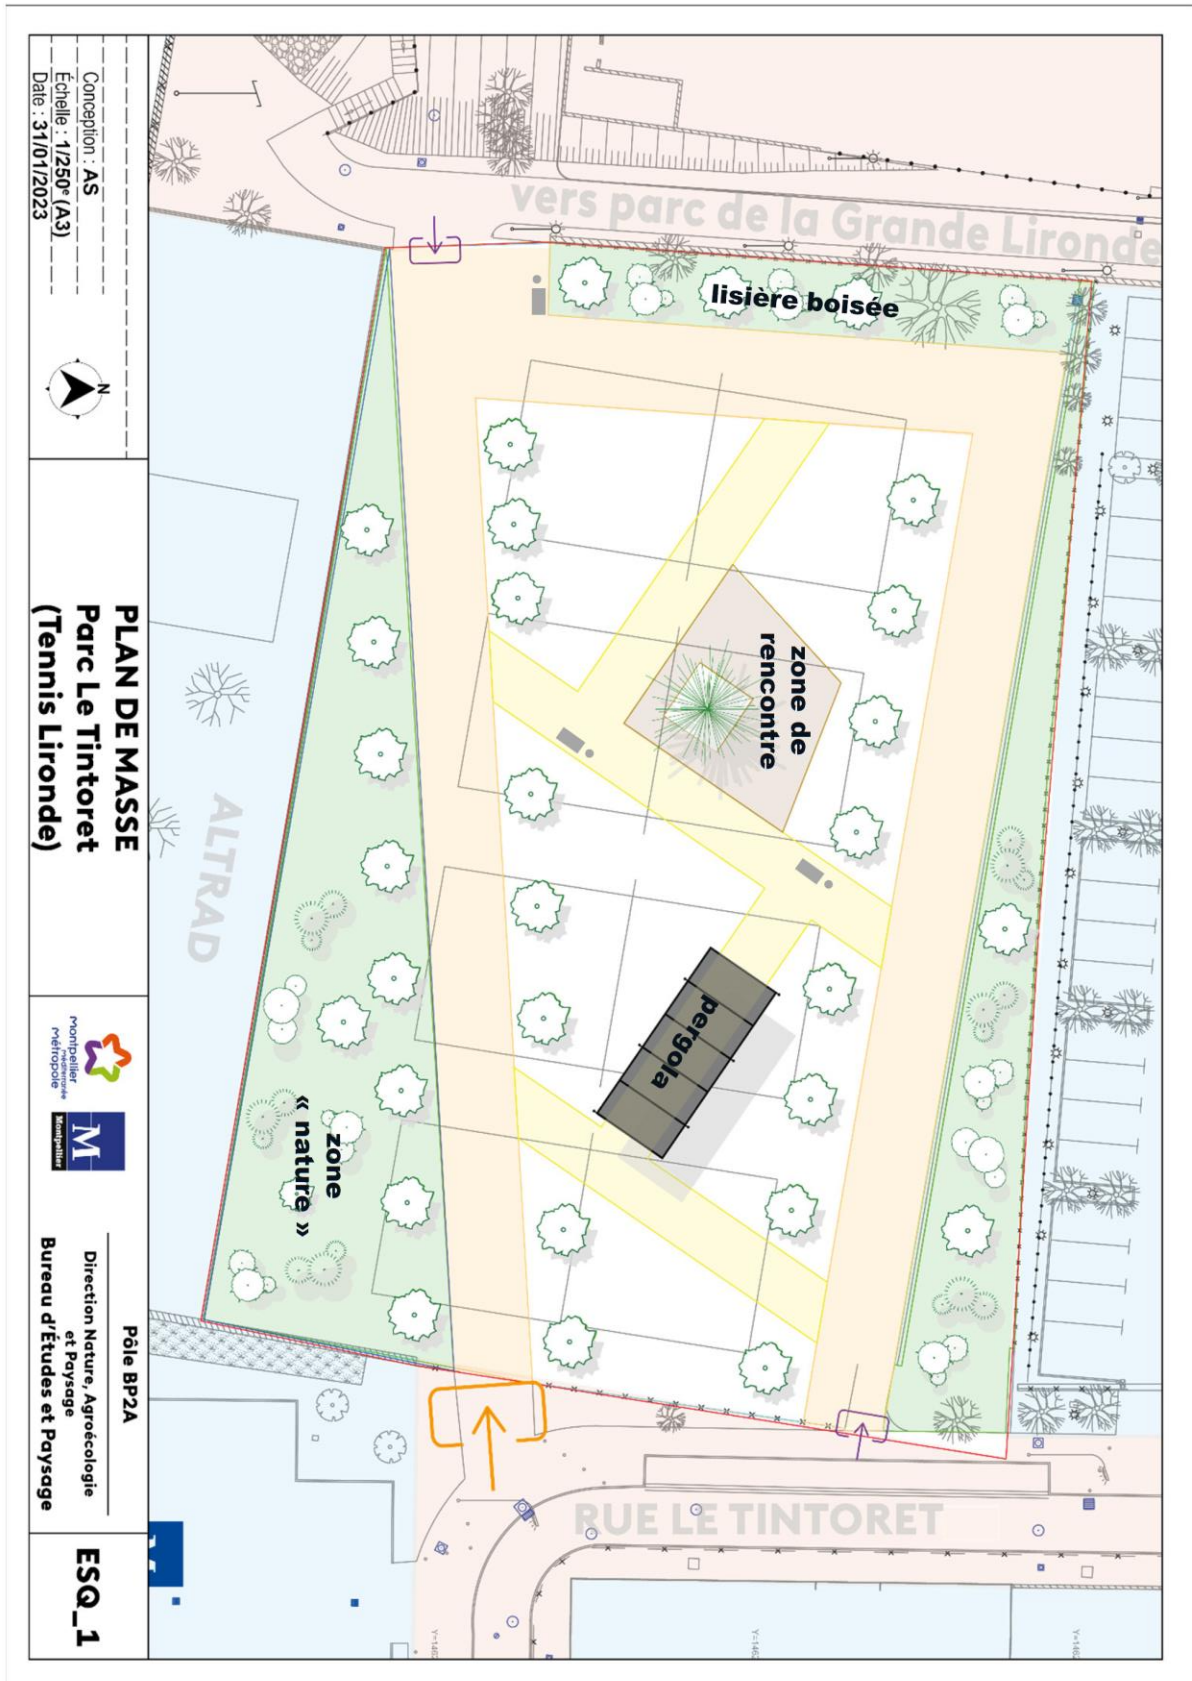 Conception : AS
Échelle : 1/250e (A3)
Date : 31/01/2023
N
PLAN DE MASSE
Parc Le Tintoret
(Tennis Lironde)
montpellier
méditerranée
métropole
M
Montpellier
Pôle BP2A
Direction Nature, Agroécologie
et Paysage
Bureau d'Études et Paysage
ESQ_1
vers parc de la Grande Lironde
lisière boisée
zone de
rencontre
pergola
zone
« nature »
ALTRAD
RUE LE TINTORET